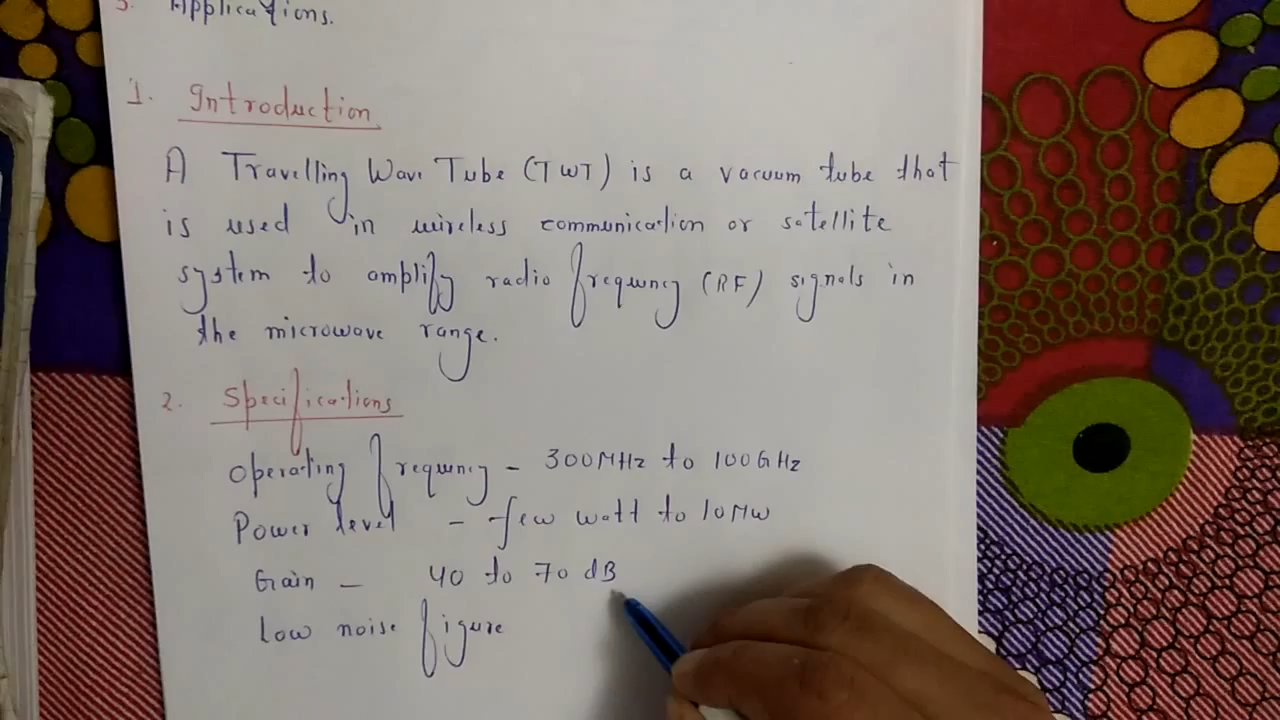 3. Applications.
1. Introduction
A Travelling Wave Tube (TWT) is a vacuum tube that
is used in wireless communication or satellite
system to amplify radio frequency (RF) signals in
the microwave range.
2. Specifications
Operating frequency - 300MHz to 100GHz
Power level - few watt to 10MW
Gain - 40 to 70 dB
Low noise figure